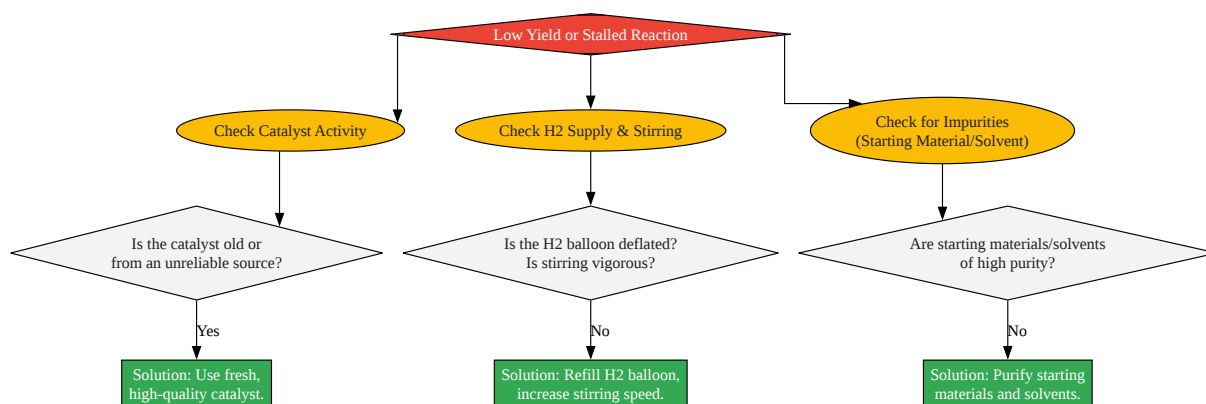 Low Yield or Stalled Reaction
Check Catalyst Activity
Check H2 Supply & Stirring
Check for Impurities
(Starting Material/Solvent)
Is the catalyst old or
from an unreliable source?
Is the H2 balloon deflated?
Is stirring vigorous?
Are starting materials/solvents
of high purity?
Yes
No
No
Solution: Use fresh,
high-quality catalyst.
Solution: Refill H2 balloon,
increase stirring speed.
Solution: Purify starting
materials and solvents.